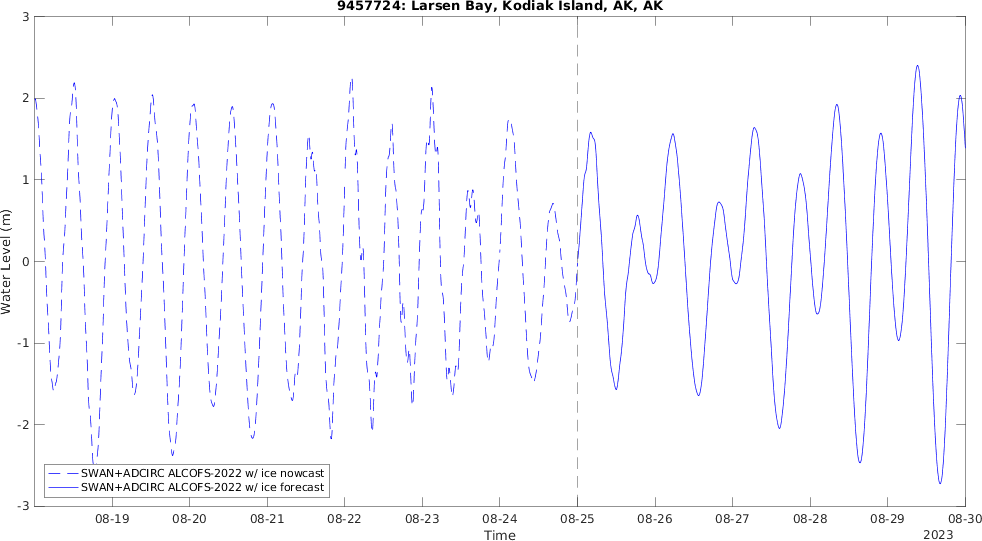 9457724: Larsen Bay, Kodiak Island, AK, AK
Water Level (m)
3
2
1
0
-1
-2
-3
SWAN+ADCIRC ALCOFS-2022 w/ ice nowcast
SWAN+ADCIRC ALCOFS-2022 w/ ice forecast
08-19 08-20 08-21 08-22 08-23 08-24 08-25 08-26 08-27 08-28 08-29 08-30
Time
2023